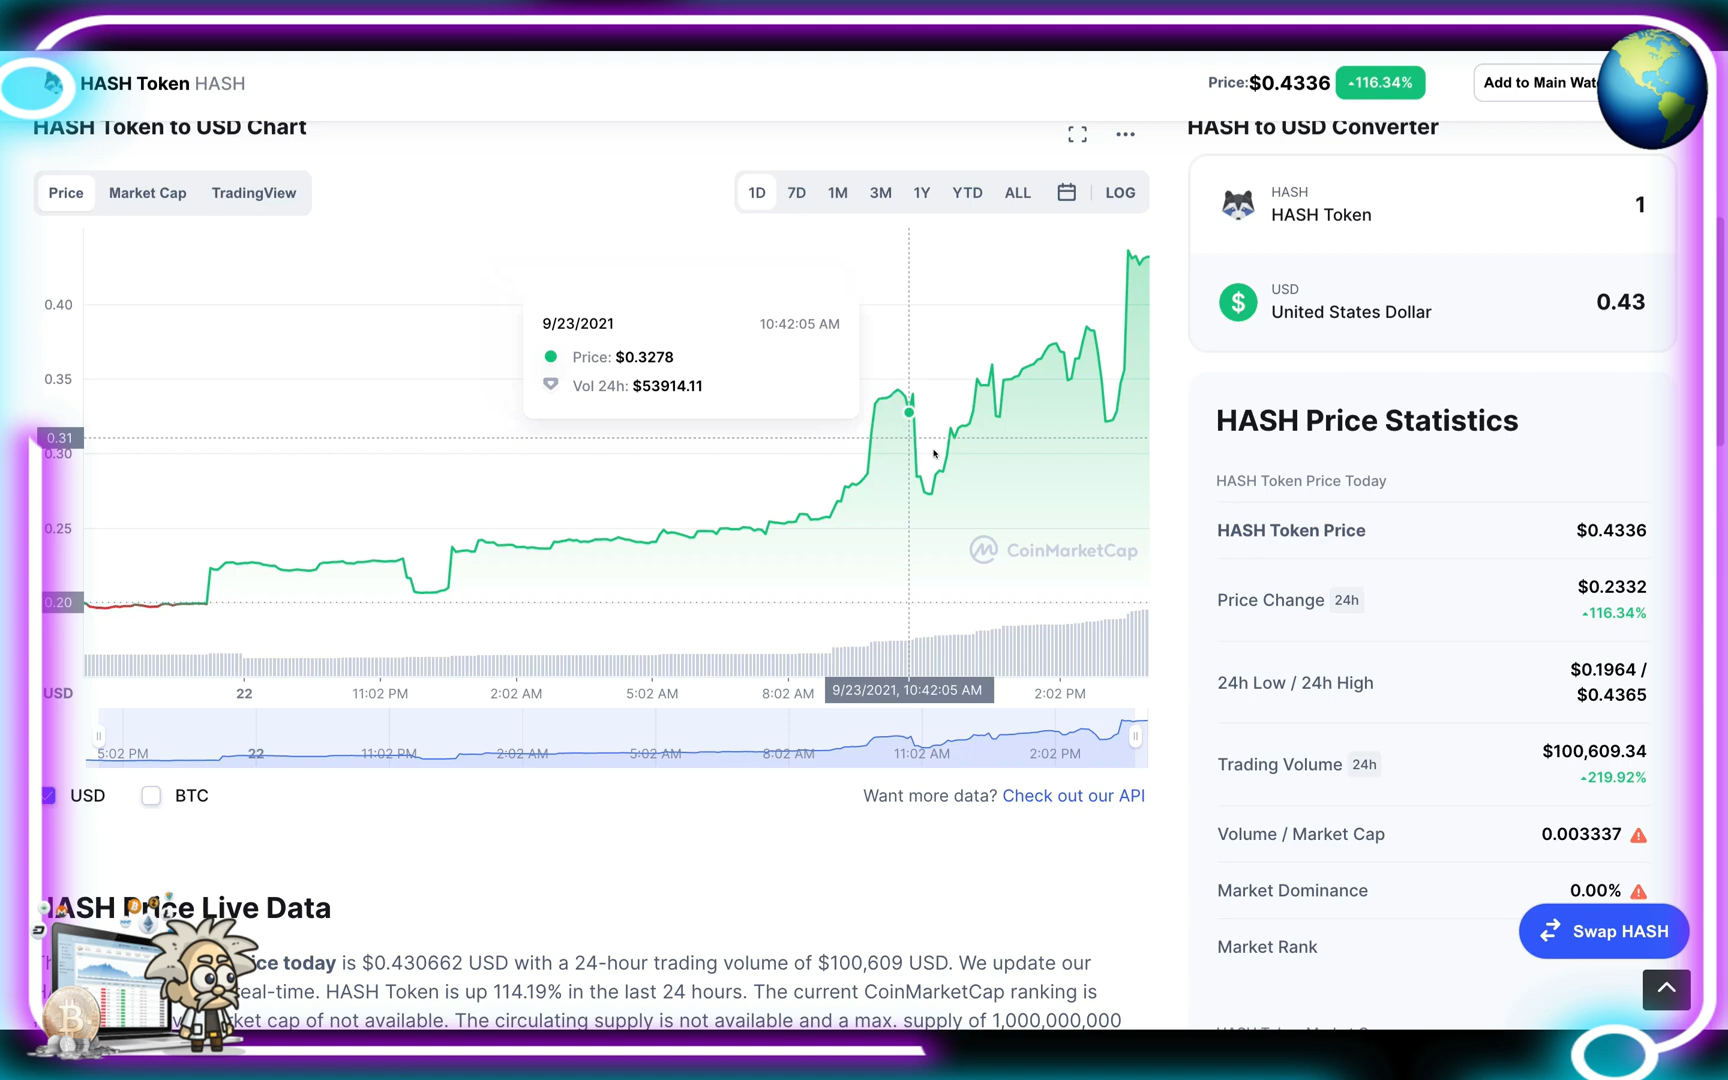 HASH Token HASH
Price:$0.4336 116.34%
Add to Main Wat
HASH Token to USD Chart
Price Market Cap TradingView
1D 7D 1M 3M 1Y YTD ALL LOG
0.40
0.35
0.31
0.30
0.25
0.20
9/23/2021 10:42:05 AM
Price: $0.3278
Vol 24h: $53914.11
CoinMarketCap
USD
22 11:02 PM 2:02 AM 5:02 AM 8:02 AM 9/23/2021, 10:42:05 AM 2:02 PM
5:02 PM 22 11:02 PM 2:02 AM 5:02 AM 8:02 AM 11:02 AM 2:02 PM
USD BTC
Want more data? Check out our API
HASH Price Live Data
ce today is $0.430662 USD with a 24-hour trading volume of $100,609 USD. We update our
eal-time. HASH Token is up 114.19% in the last 24 hours. The current CoinMarketCap ranking is
ket cap of not available. The circulating supply is not available and a max. supply of 1,000,000,000
HASH to USD Converter
HASH
HASH Token
1
USD
United States Dollar
0.43
HASH Price Statistics
HASH Token Price Today
HASH Token Price $0.4336
Price Change 24h $0.2332
116.34%
24h Low / 24h High $0.1964 /
$0.4365
Trading Volume 24h $100,609.34
219.92%
Volume / Market Cap 0.003337
Market Dominance 0.00%
Market Rank
Swap HASH